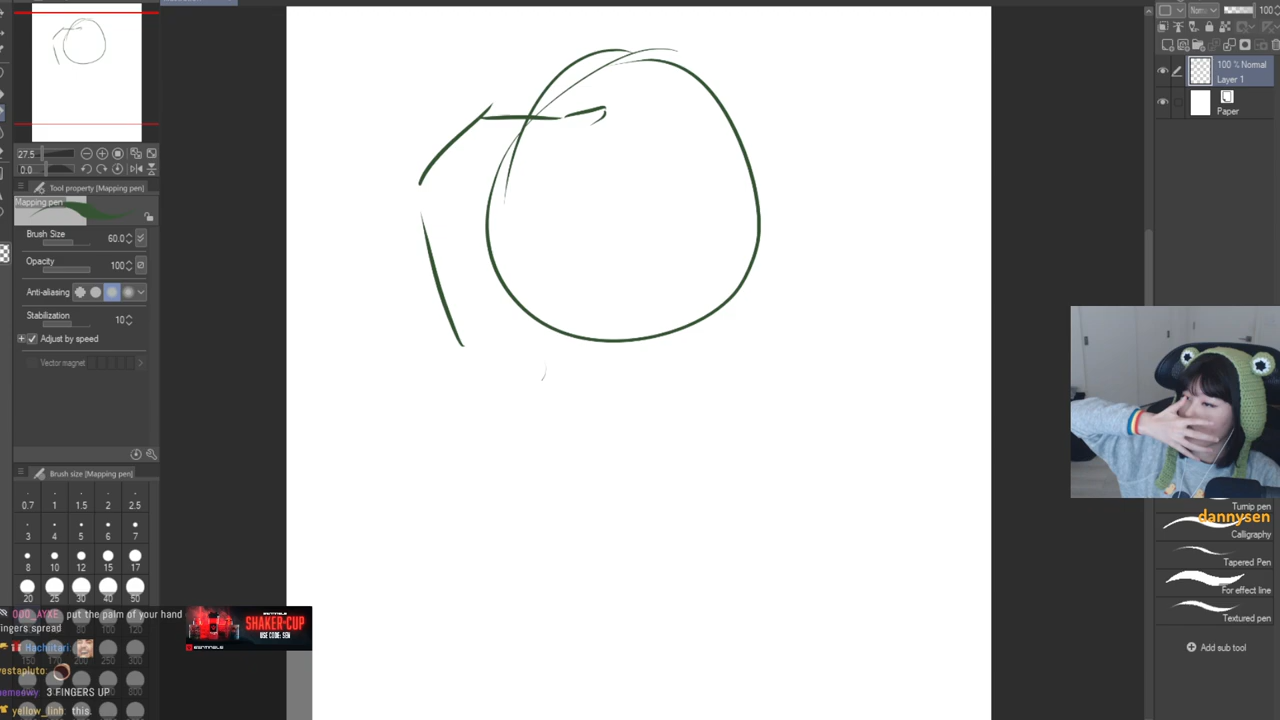 100
100 % Normal
Layer 1
Paper
27.5
0.0
Tool property [Mapping pen]
Mapping pen
Brush Size 60.0
Opacity 100
Anti-aliasing
Stabilization 10
Adjust by speed
Vector magnet
Brush size [Mapping pen]
0.7 1 1.5 2 2.5
3 4 5 6 7
8 10 12 15 17
20 25 30 40 50
put the palm of your hand
fingers spread
Hachiitari
3 FINGERS UP
yellow_linh: this.
SHAKER-CUP
USE CODE: SEN
SENTINELS
Turnip pen
dannysen
Calligraphy
Tapered Pen
For effect line
Textured pen
Add sub tool